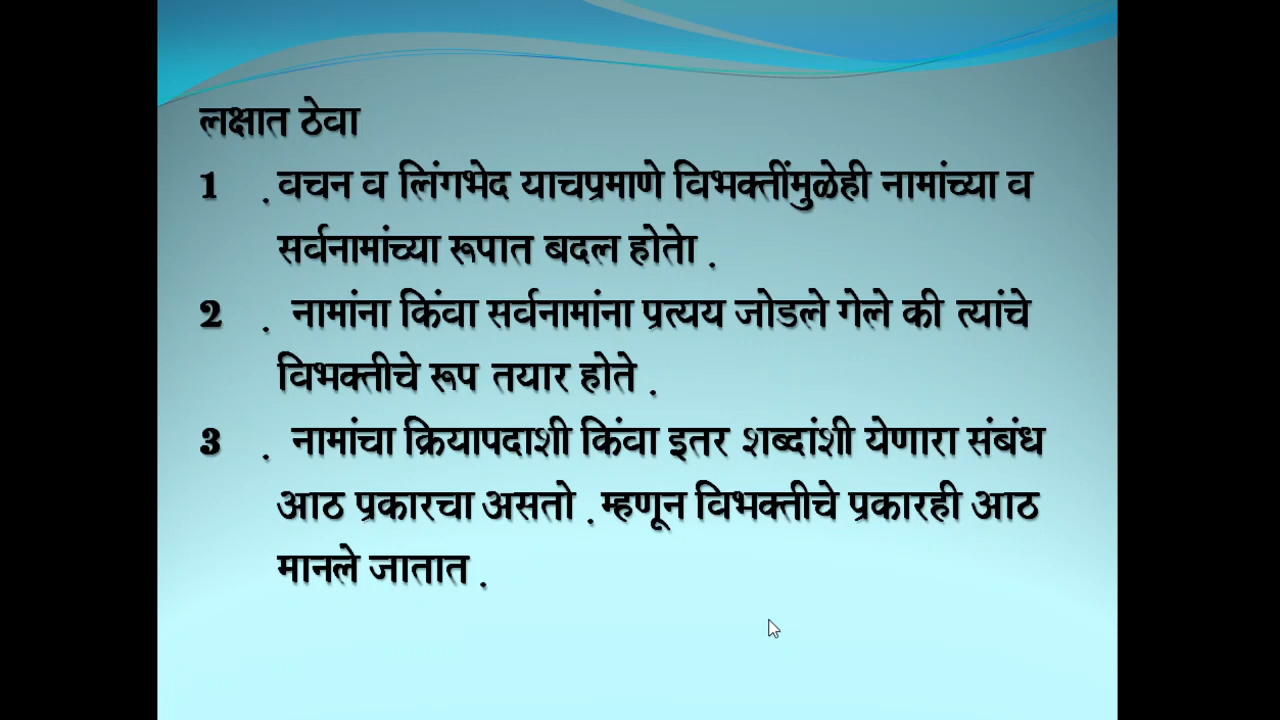 लक्षात ठेवा
1 . वचन व लिंगभेद याचप्रमाणे विभक्तींमुळेही नामांच्या व
सर्वनामांच्या रूपात बदल होतो .
2 . नामांना किंवा सर्वनामांना प्रत्यय जोडले गेले की त्यांचे
विभक्तीचे रूप तयार होते .
3 . नामांचा क्रियापदाशी किंवा इतर शब्दांशी येणारा संबंध
आठ प्रकारचा असतो . म्हणून विभक्तीचे प्रकारही आठ
मानले जातात .